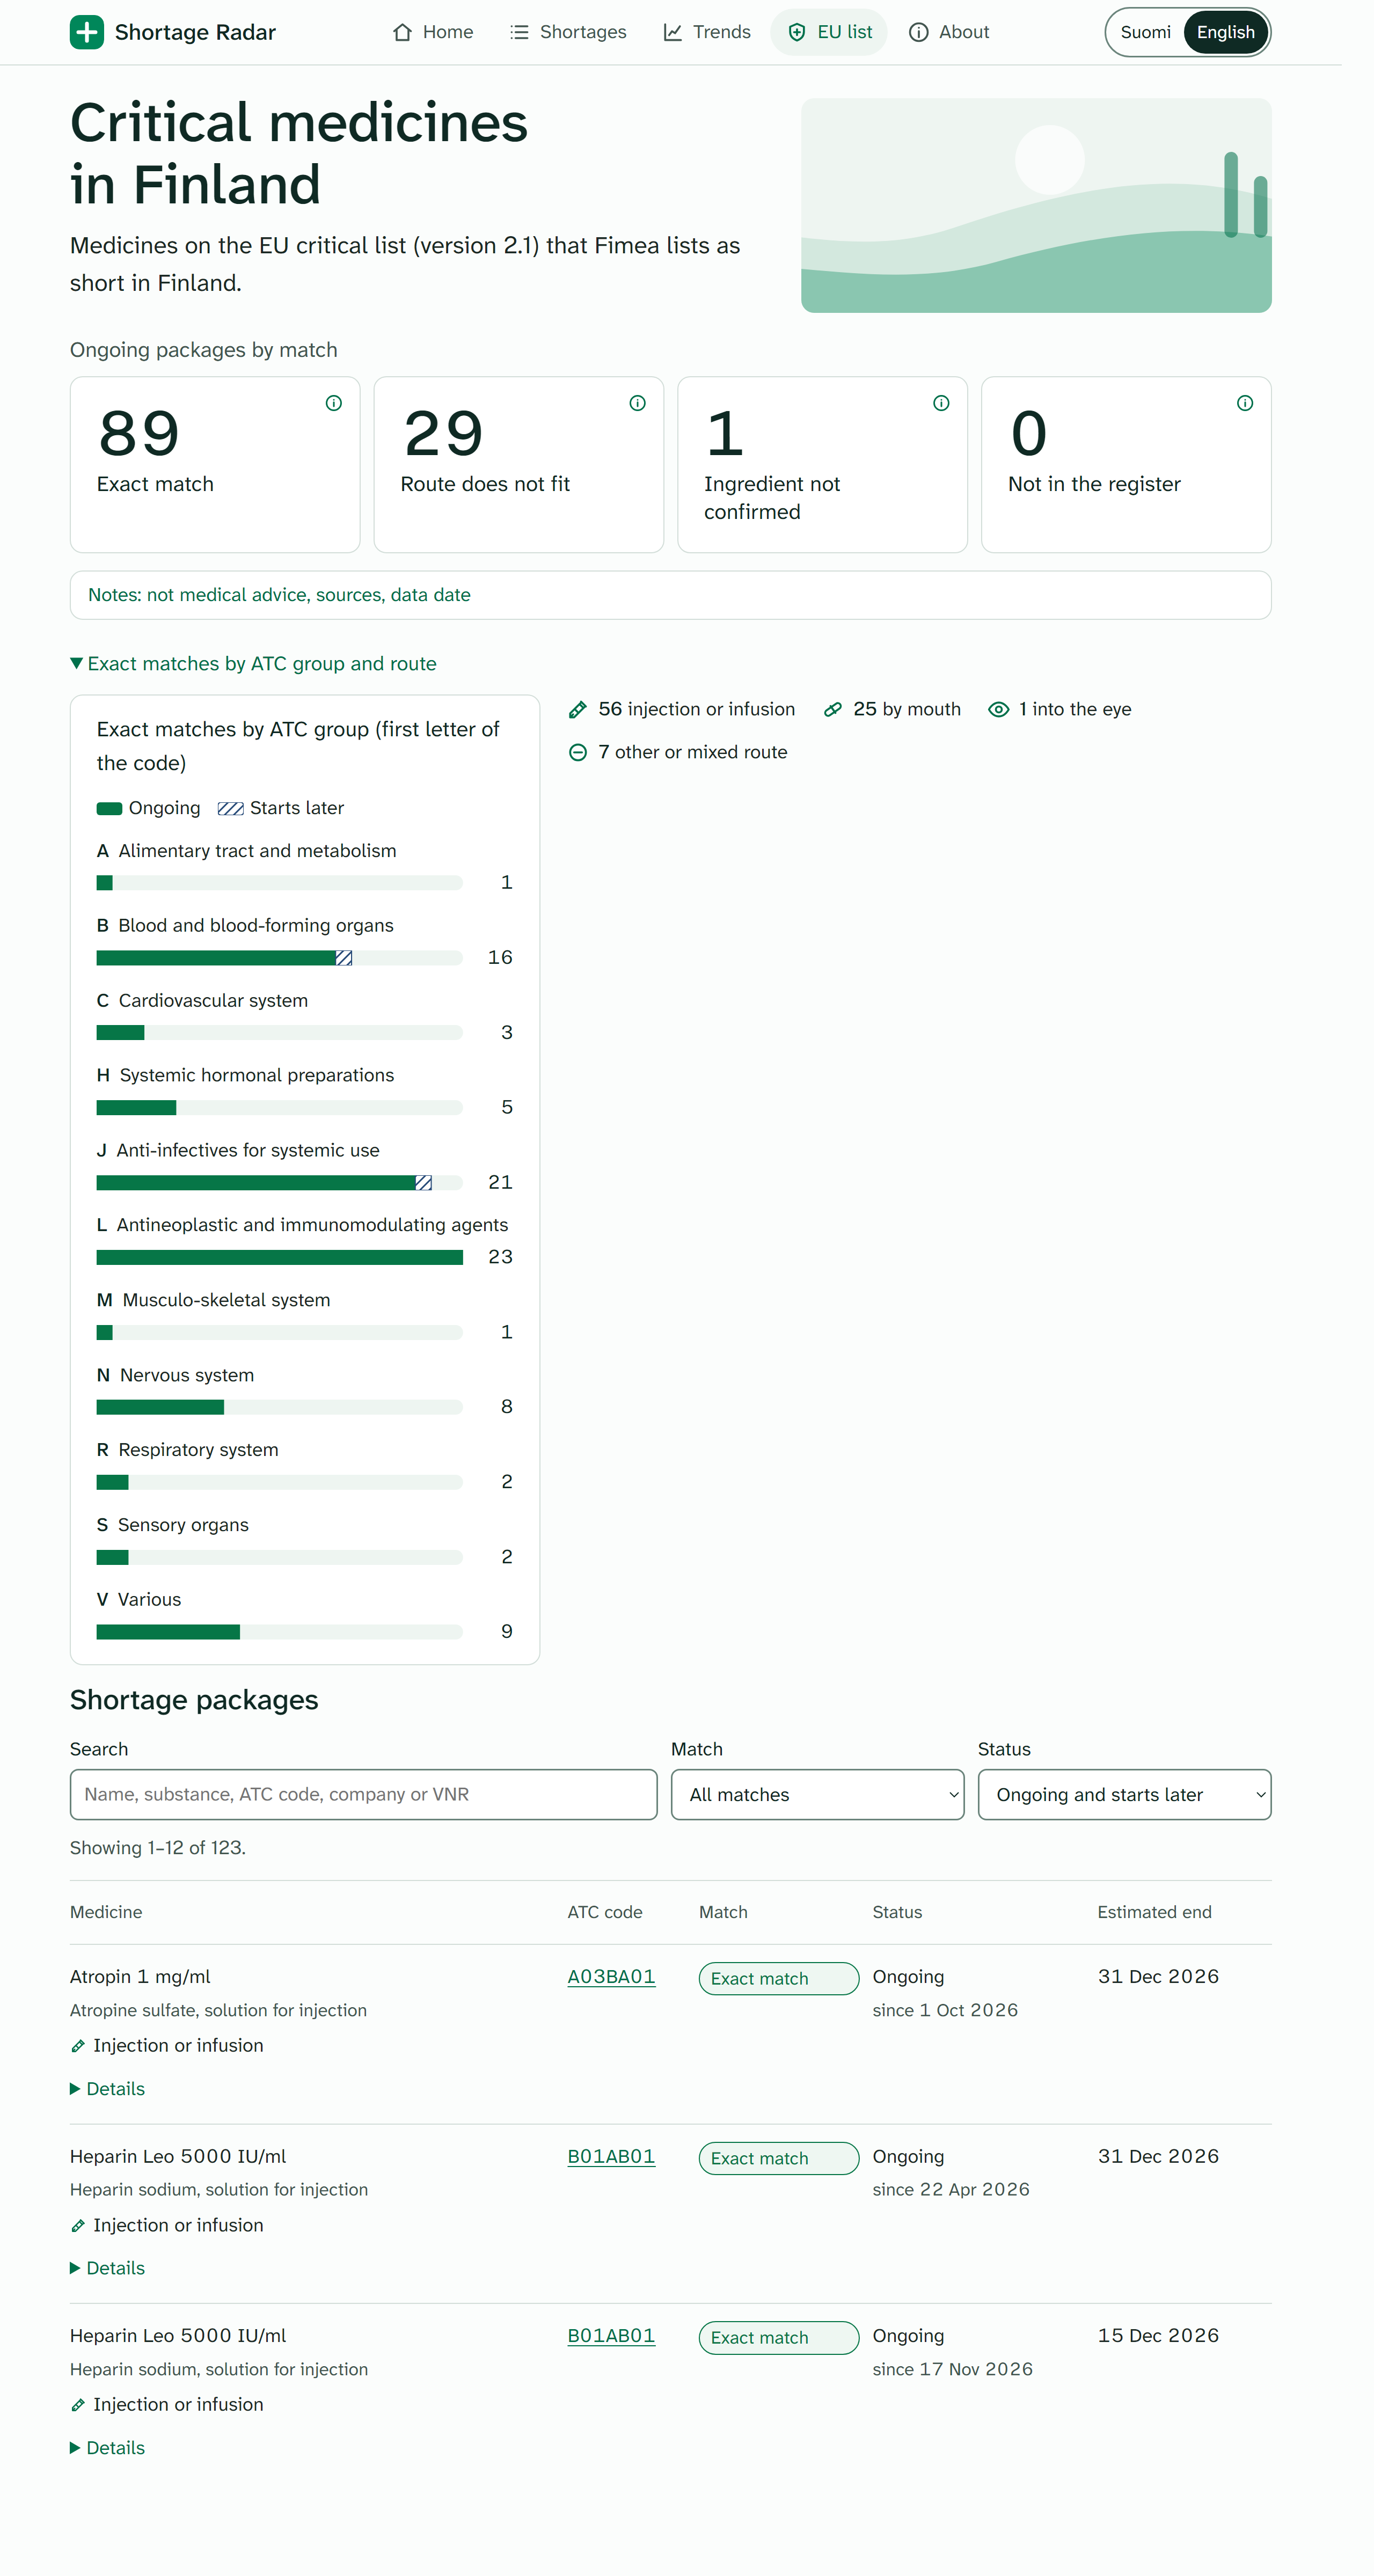 Shortage Radar
Home
Shortages
Trends
EU list
About
Suomi
English
Critical medicines
in Finland
Medicines on the EU critical list (version 2.1) that Fimea lists as
short in Finland.
Ongoing packages by match
89
Exact match
29
Route does not fit
1
Ingredient not
confirmed
0
Not in the register
Notes: not medical advice, sources, data date
Exact matches by ATC group and route
Exact matches by ATC group (first letter of
the code)
Ongoing
Starts later
A Alimentary tract and metabolism
1
B Blood and blood-forming organs
16
C Cardiovascular system
3
H Systemic hormonal preparations
5
J Anti-infectives for systemic use
21
L Antineoplastic and immunomodulating agents
23
M Musculo-skeletal system
1
N Nervous system
8
R Respiratory system
2
S Sensory organs
2
V Various
9
56 injection or infusion
25 by mouth
1 into the eye
7 other or mixed route
Shortage packages
Search
Match
Status
Name, substance, ATC code, company or VNR
All matches
Ongoing and starts later
Showing 1–12 of 123.
Medicine
ATC code
Match
Status
Estimated end
Atropin 1 mg/ml
A03BA01
Exact match
Ongoing
31 Dec 2026
Atropine sulfate, solution for injection
since 1 Oct 2026
Injection or infusion
Details
Heparin Leo 5000 IU/ml
B01AB01
Exact match
Ongoing
31 Dec 2026
Heparin sodium, solution for injection
since 22 Apr 2026
Injection or infusion
Details
Heparin Leo 5000 IU/ml
B01AB01
Exact match
Ongoing
15 Dec 2026
Heparin sodium, solution for injection
since 17 Nov 2026
Injection or infusion
Details